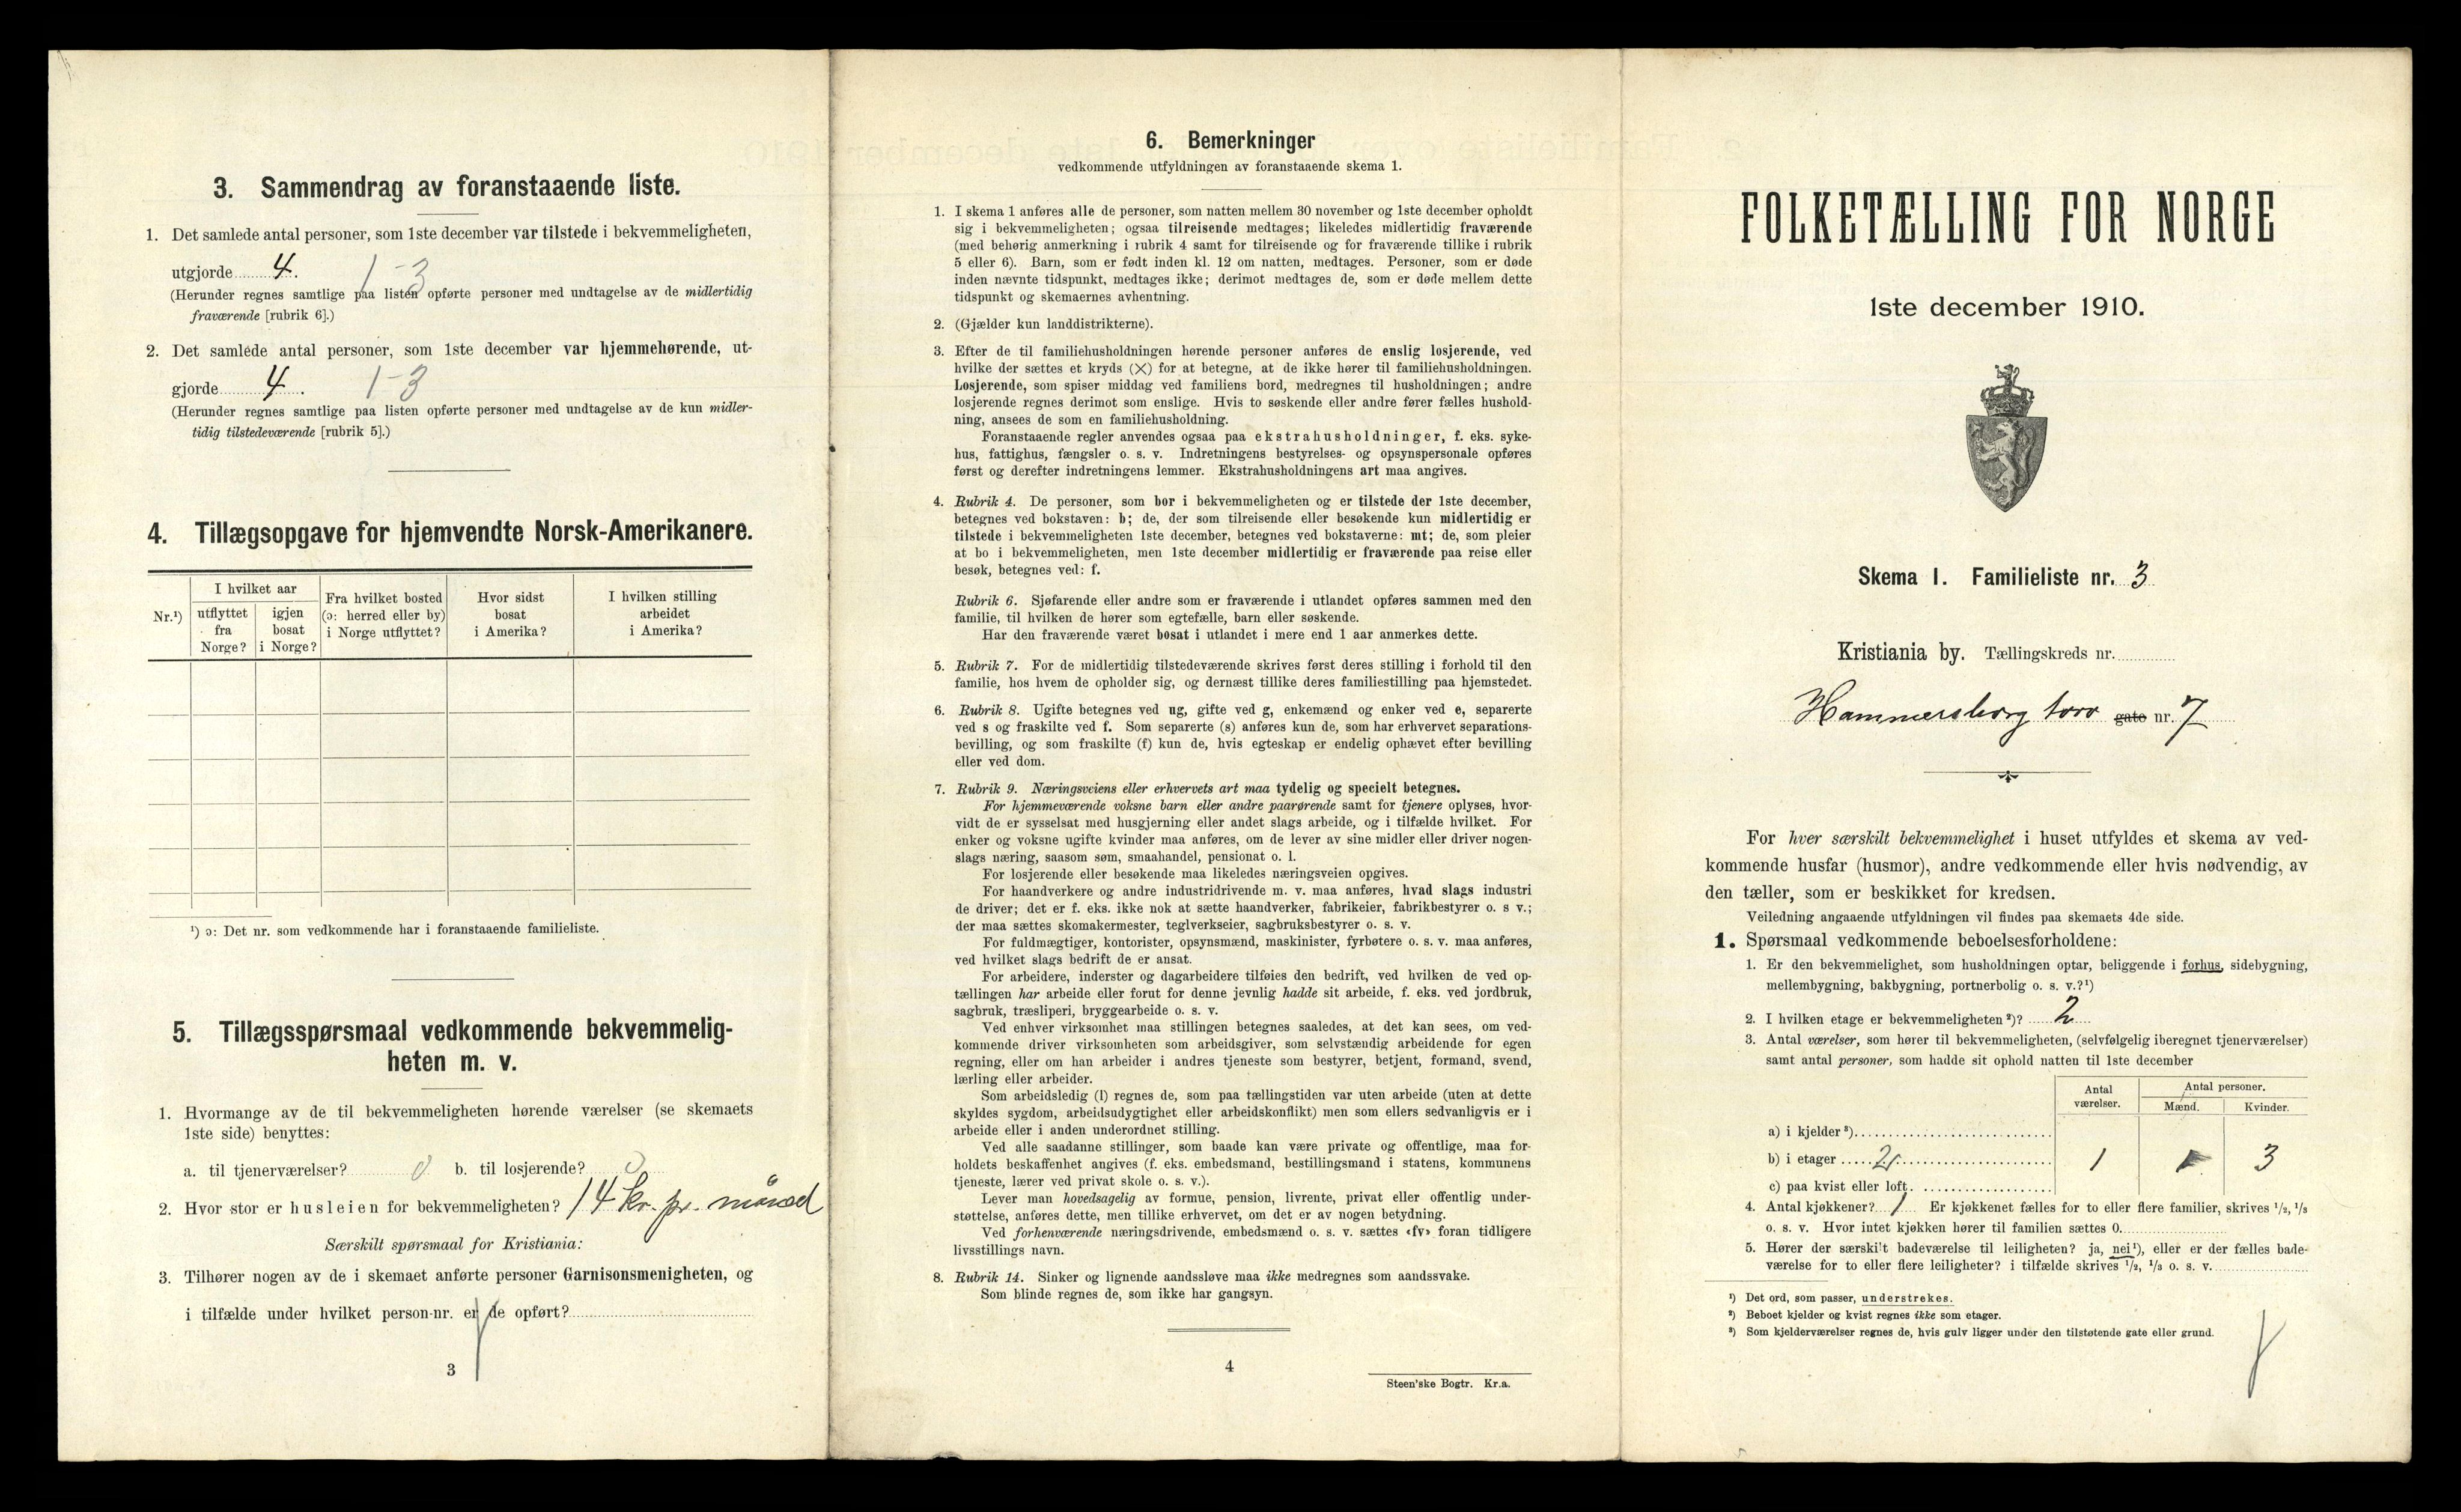 3. Sammendrag av foranstaaende liste.
1. Det samlede antal personer, som 1ste december var tilstede i bekvemmeligheten,
utgjorde 4. 1-3
(Herunder regnes samtlige paa listen opførte personer med undtagelse av de midlertidig
fraværende [rubrik 6].)
2. Det samlede antal personer, som 1ste december var hjemmehørende, ut-
gjorde 4. 1-3
(Herunder regnes samtlige paa listen opførte personer med undtagelse av de kun midler-
tidig tilstedeværende [rubrik 5].)
4. Tillægsopgave for hjemvendte Norsk-Amerikanere.
Nr.¹)
I hvilket aar
utflyttet fra Norge?
igjen bosat i Norge?
Fra hvilket bosted (ɔ: herred eller by) i Norge utflyttet?
Hvor sidst bosat i Amerika?
I hvilken stilling arbeidet i Amerika?
¹) ɔ: Det nr. som vedkommende har i foranstaaende familieliste.
5. Tillægsspørsmaal vedkommende bekvemmelig-
heten m. v.
1. Hvormange av de til bekvemmeligheten hørende værelser (se skemaets
1ste side) benyttes:
a. til tjenerværelser? 0 b. til losjerende? 0
2. Hvor stor er husleien for bekvemmeligheten? 14 kr. pr. måned
Særskilt spørsmaal for Kristiania:
3. Tilhører nogen av de i skemaet anførte personer Garnisonsmenigheten, og
i tilfælde under hvilket person-nr. er de opført?
3
6. Bemerkninger
vedkommende utfyldningen av foranstaaende skema 1.
1. I skema 1 anføres alle de personer, som natten mellem 30 november og 1ste december opholdt
sig i bekvemmeligheten; ogsaa tilreisende medtages; likeledes midlertidig fraværende
(med behørig anmerkning i rubrik 4 samt for tilreisende og for fraværende tillike i rubrik
5 eller 6). Barn, som er født inden kl. 12 om natten, medtages. Personer, som er døde
inden nævnte tidspunkt, medtages ikke; derimot medtages de, som er døde mellem dette
tidspunkt og skemaernes avhentning.
2. (Gjælder kun landdistrikterne).
3. Efter de til familiehusholdningen hørende personer anføres de enslig losjerende, ved
hvilke der sættes et kryds (×) for at betegne, at de ikke hører til familiehusholdningen.
Losjerende, som spiser middag ved familiens bord, medregnes til husholdningen; andre
losjerende regnes derimot som enslige. Hvis to søskende eller andre fører fælles hushold-
ning, ansees de som en familiehusholdning.
Foranstaaende regler anvendes ogsaa paa ekstrahusholdninger, f. eks. syke-
hus, fattighus, fængsler o. s. v. Indretningens bestyrelses- og opsynspersonale opføres
først og derefter indretningens lemmer. Ekstrahusholdningens art maa angives.
4. Rubrik 4. De personer, som bor i bekvemmeligheten og er tilstede der 1ste december,
betegnes ved bokstaven: b; de, der som tilreisende eller besøkende kun midlertidig er
tilstede i bekvemmeligheten 1ste december, betegnes ved bokstaverne: mt; de, som pleier
at bo i bekvemmeligheten, men 1ste december midlertidig er fraværende paa reise eller
besøk, betegnes ved: f.
Rubrik 6. Sjøfarende eller andre som er fraværende i utlandet opføres sammen med den
familie, til hvilken de hører som egtefælle, barn eller søskende.
Har den fraværende været bosat i utlandet i mere end 1 aar anmerkes dette.
5. Rubrik 7. For de midlertidig tilstedeværende skrives først deres stilling i forhold til den
familie, hos hvem de opholder sig, og dernæst tillike deres familiestilling paa hjemstedet.
6. Rubrik 8. Ugifte betegnes ved ug, gifte ved g, enkemænd og enker ved e, separerte
ved s og fraskilte ved f. Som separerte (s) anføres kun de, som har erhvervet separations-
bevilling, og som fraskilte (f) kun de, hvis egteskap er endelig ophævet efter bevilling
eller ved dom.
7. Rubrik 9. Næringsveiens eller erhvervets art maa tydelig og specielt betegnes.
For hjemmeværende voksne barn eller andre paarørende samt for tjenere oplyses, hvor-
vidt de er sysselsat med husgjerning eller andet slags arbeide, og i tilfælde hvilket. For
enker og voksne ugifte kvinder maa anføres, om de lever av sine midler eller driver nogen-
slags næring, saasom søm, smaahandel, pensionat o. l.
For losjerende eller besøkende maa likeledes næringsveien opgives.
For haandverkere og andre industridrivende m. v. maa anføres, hvad slags industri
de driver; det er f. eks. ikke nok at sætte haandverker, fabrikeier, fabrikbestyrer o. s v.;
der maa sættes skomakermester, teglverkseier, sagbruksbestyrer o. s. v.
For fuldmægtiger, kontorister, opsynsmænd, maskinister, fyrbøtere o. s. v. maa anføres,
ved hvilket slags bedrift de er ansat.
For arbeidere, inderster og dagarbeidere tilføies den bedrift, ved hvilken de ved op-
tællingen har arbeide eller forut for denne jevnlig hadde sit arbeide, f. eks. ved jordbruk,
sagbruk, træsliperi, bryggearbeide o. s. v.
Ved enhver virksomhet maa stillingen betegnes saaledes, at det kan sees, om ved-
kommende driver virksomheten som arbeidsgiver, som selvstændig arbeidende for egen
regning, eller om han arbeider i andres tjeneste som bestyrer, betjent, formand, svend,
lærling eller arbeider.
Som arbeidsledig (l) regnes de, som paa tællingstiden var uten arbeide (uten at dette
skyldes sygdom, arbeidsudygtighet eller arbeidskonflikt) men som ellers sedvanligvis er i
arbeide eller i anden underordnet stilling.
Ved alle saadanne stillinger, som baade kan være private og offentlige, maa for-
holdets beskaffenhet angives (f. eks. embedsmand, bestillingsmand i statens, kommunens
tjeneste, lærer ved privat skole o. s. v.).
Lever man hovedsagelig av formue, pension, livrente, privat eller offentlig under-
støttelse, anføres dette, men tillike erhvervet, om det er av nogen betydning.
Ved forhenværende næringsdrivende, embedsmænd o. s. v. sættes «fv» foran tidligere
livsstillings navn.
8. Rubrik 14. Sinker og lignende aandssløve maa ikke medregnes som aandssvake.
Som blinde regnes de, som ikke har gangsyn.
4
Steen'ske Bogtr. Kr.a.
FOLKETÆLLING FOR NORGE
1ste december 1910.
Skema I. Familieliste nr. 3
Kristiania by. Tællingskreds nr.
Hammersborg torv gate nr. 7
For hver særskilt bekvemmelighet i huset utfyldes et skema av ved-
kommende husfar (husmor), andre vedkommende eller hvis nødvendig, av
den tæller, som er beskikket for kredsen.
Veiledning angaaende utfyldningen vil findes paa skemaets 4de side.
1. Spørsmaal vedkommende beboelsesforholdene:
1. Er den bekvemmelighet, som husholdningen optar, beliggende i forhus, sidebygning,
mellembygning, bakbygning, portnerbolig o. s. v.?¹)
2. I hvilken etage er bekvemmeligheten²)? 2
3. Antal værelser, som hører til bekvemmeligheten, (selvfølgelig iberegnet tjenerværelser)
samt antal personer, som hadde sit ophold natten til 1ste december
Antal værelser.
Antal personer.
Mænd. Kvinder.
a) i kjelder³)
b) i etager 2 1 1 3
c) paa kvist eller loft.
4. Antal kjøkkener? 1 Er kjøkkenet fælles for to eller flere familier, skrives 1/2, 1/3
o. s. v. Hvor intet kjøkken hører til familien sættes 0.
5. Hører der særskilt badeværelse til leiligheten? ja, nei¹), eller er der fælles bade-
værelse for to eller flere leiligheter? i tilfælde skrives 1/2, 1/3 o. s. v.
¹) Det ord, som passer, understrekes.
²) Beboet kjelder og kvist regnes ikke som etager.
³) Som kjelderværelser regnes de, hvis gulv ligger under den tilstøtende gate eller grund.